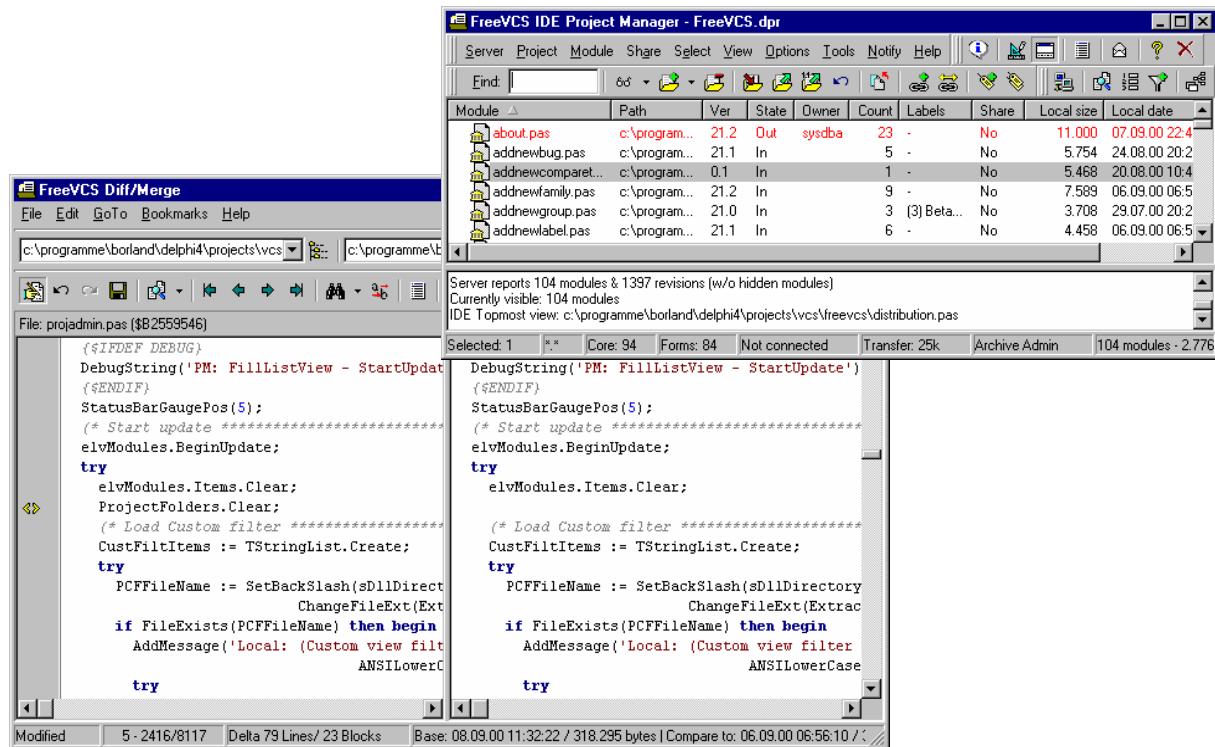 FreeVCS IDE Project Manager - FreeVCS.dpr
Server Project Module Share Select View Options Tools Notify Help
Find:
Module Path Ver State Owner Count Labels Share Local size Local date
about.pas c:\program... 21.2 Out sysdba 23 - No 11.000 07.09.00 22:4
addnewbug.pas c:\program... 21.1 In 5 - No 5.754 24.08.00 20:2
addnewcomparet... c:\program... 0.1 In 1 - No 5.468 20.08.00 10:4
addnewfamily.pas c:\program... 21.2 In 9 - No 7.589 06.09.00 06:5
addnewgroup.pas c:\program... 21.0 In 3 (3) Beta... No 3.708 29.07.00 20:2
addnewlabel.pas c:\program... 21.1 In 6 - No 4.458 06.09.00 06:5
Server reports 104 modules & 1397 revisions (w/o hidden modules)
Currently visible: 104 modules
IDE Topmost view: c:\programme\borland\delphi4\projects\vcs\freevcs\distribution.pas
Selected: 1 *.* Core: 94 Forms: 84 Not connected Transfer: 25k Archive Admin 104 modules - 2.776
FreeVCS Diff/Merge
File Edit GoTo Bookmarks Help
c:\programme\borland\delphi4\projects\vcs c:\programme\b
File: projadmin.pas ($B2559546)
{$IFDEF DEBUG}
DebugString('PM: FillListView - StartUpdat
{$ENDIF}
StatusBarGaugePos(5);
(* Start update **************************
elvModules.BeginUpdate;
try
elvModules.Items.Clear;
ProjectFolders.Clear;
(* Load Custom filter *****************
CustFiltItems := TStringList.Create;
try
PCFFileName := SetBackSlash(sDllDirect
ChangeFileExt(Ext
if FileExists(PCFFileName) then begin
AddMessage('Local: (Custom view filt
ANSILowerC
try
DebugString('PM: FillListView - StartUpdate')
{$ENDIF}
StatusBarGaugePos(5);
(* Start update *****************************
elvModules.BeginUpdate;
try
elvModules.Items.Clear;
(* Load Custom filter ********************
CustFiltItems := TStringList.Create;
try
PCFFileName := SetBackSlash(sDllDirectory
ChangeFileExt(Extrac
if FileExists(PCFFileName) then begin
AddMessage('Local: (Custom view filter
ANSILowerCase
try
Modified 5 - 2416/8117 Delta 79 Lines/ 23 Blocks Base: 08.09.00 11:32:22 / 318.295 bytes | Compare to: 06.09.00 06:56:10 /